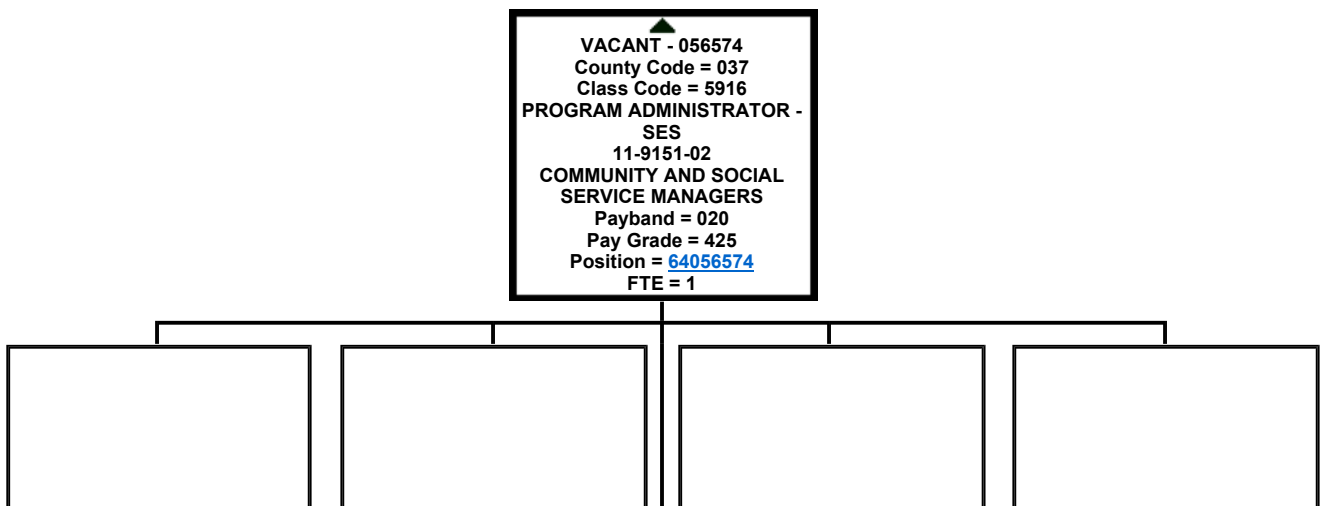 VACANT - 056574
County Code = 037
Class Code = 5916
PROGRAM ADMINISTRATOR -
SES
11-9151-02
COMMUNITY AND SOCIAL
SERVICE MANAGERS
Payband = 020
Pay Grade = 425
Position = 64056574
FTE = 1